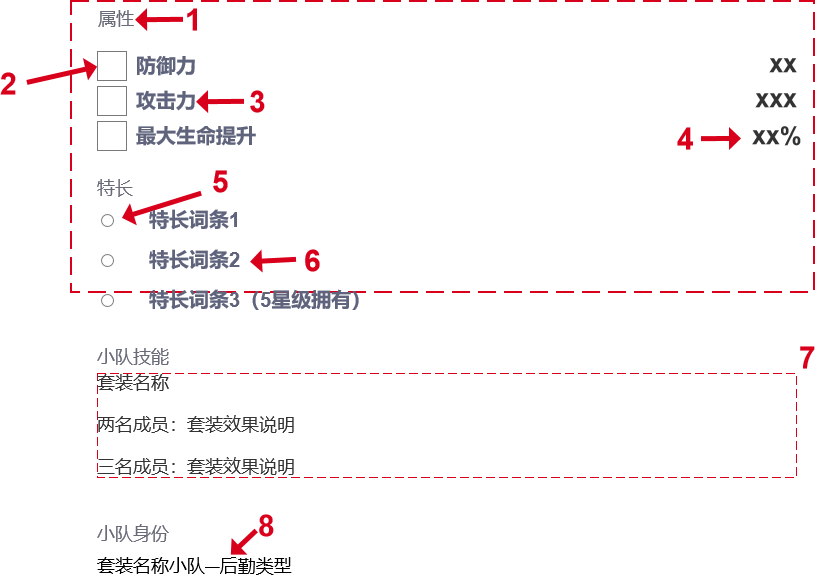 属性 1
2 防御力 xx
攻击力 3 xxx
最大生命提升 4 xx%
特长 5
特长词条1
特长词条2 6
特长词条3（5星级拥有）
小队技能 7
套装名称
两名成员：套装效果说明
三名成员：套装效果说明
小队身份 8
套装名称小队—后勤类型